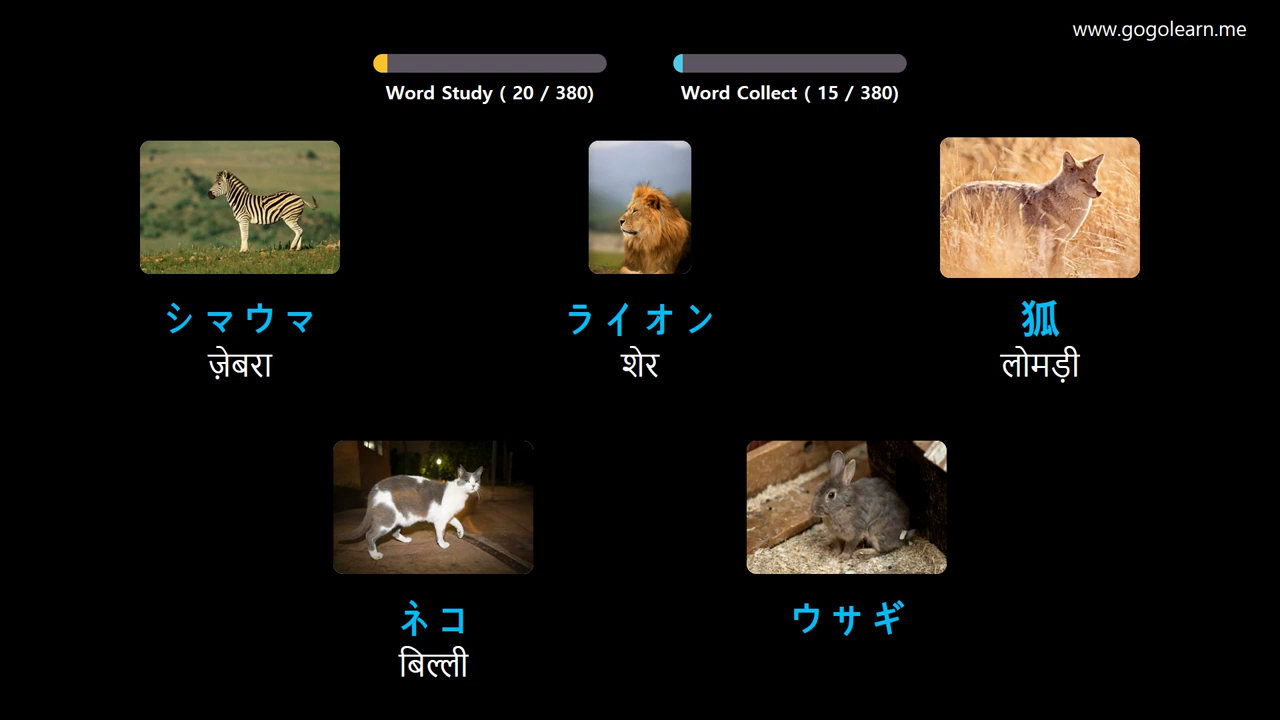 www.gogolearn.me
Word Study ( 20 / 380)
Word Collect ( 15 / 380)
シマウマ
ज़ेबरा
ライオン
शेर
狐
लोमड़ी
ネコ
बिल्ली
ウサギ